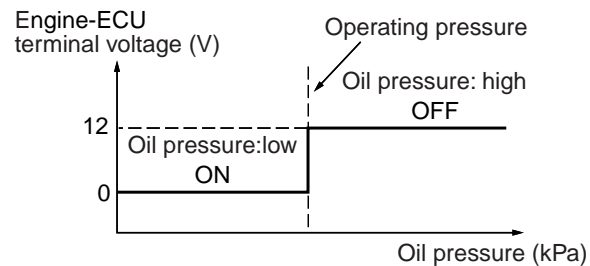 Engine-ECU
terminal voltage (V)
Operating pressure
Oil pressure: high
OFF
12
Oil pressure:low
ON
0
Oil pressure (kPa)